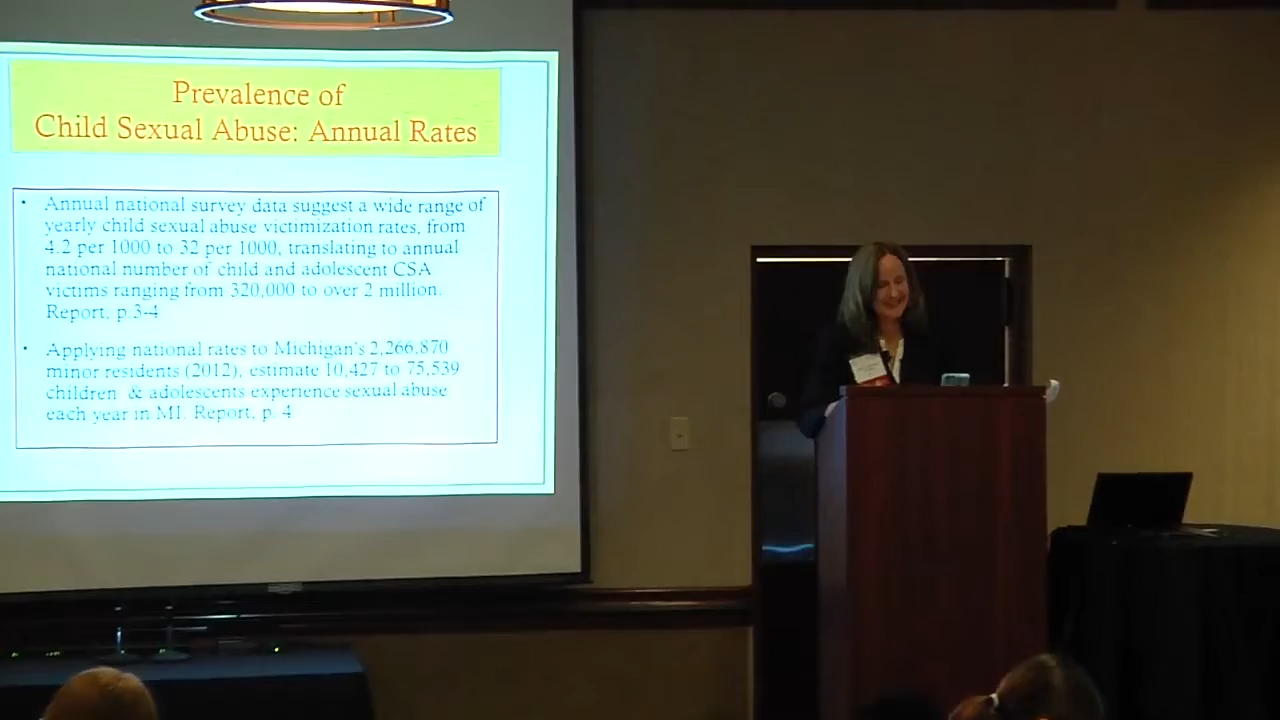 Prevalence of
Child Sexual Abuse: Annual Rates
• Annual national survey data suggest a wide range of
yearly child sexual abuse victimization rates, from
4.2 per 1000 to 32 per 1000, translating to annual
national number of child and adolescent CSA
victims ranging from 320,000 to over 2 million.
Report, p.3-4
• Applying national rates to Michigan's 2,266,870
minor residents (2012), estimate 10,427 to 75,539
children & adolescents experience sexual abuse
each year in MI. Report, p. 4